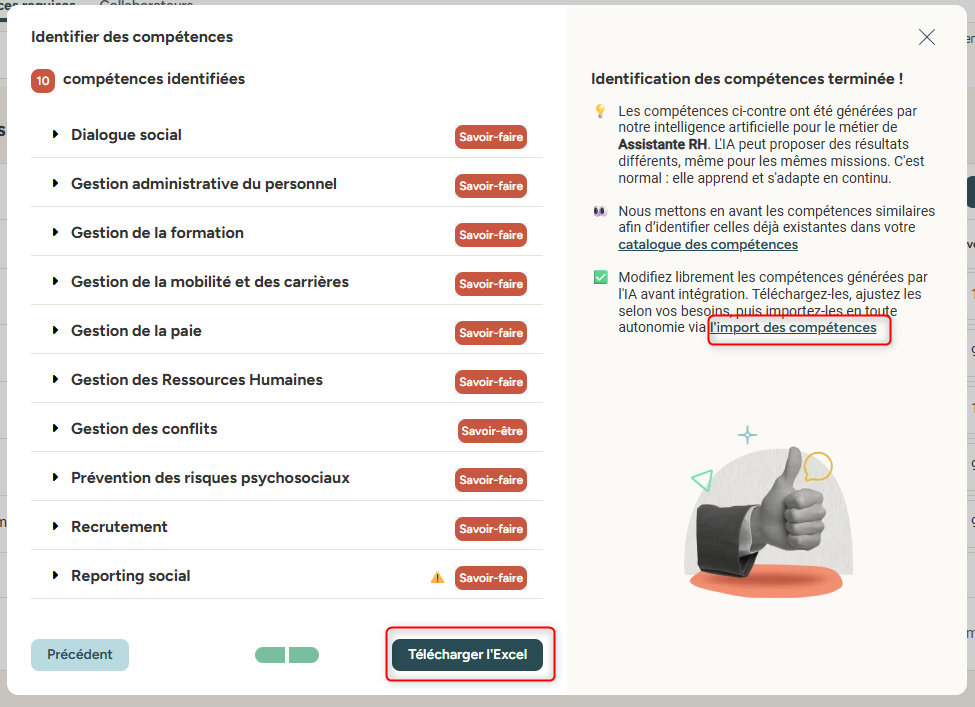 Collaborateurs
Identifier des compétences
10 compétences identifiées
Dialogue social Savoir-faire
Gestion administrative du personnel Savoir-faire
Gestion de la formation Savoir-faire
Gestion de la mobilité et des carrières Savoir-faire
Gestion de la paie Savoir-faire
Gestion des Ressources Humaines Savoir-faire
Gestion des conflits Savoir-être
Prévention des risques psychosociaux Savoir-faire
Recrutement Savoir-faire
Reporting social Savoir-faire
Précédent
Télécharger l'Excel
Identification des compétences terminée !
Les compétences ci-contre ont été générées par
notre intelligence artificielle pour le métier de
Assistante RH. L'IA peut proposer des résultats
différents, même pour les mêmes missions. C'est
normal : elle apprend et s'adapte en continu.
Nous mettons en avant les compétences similaires
afin d'identifier celles déjà existantes dans votre
catalogue des compétences
Modifiez librement les compétences générées par
l'IA avant intégration. Téléchargez-les, ajustez les
selon vos besoins, puis importez-les en toute
autonomie via l'import des compétences